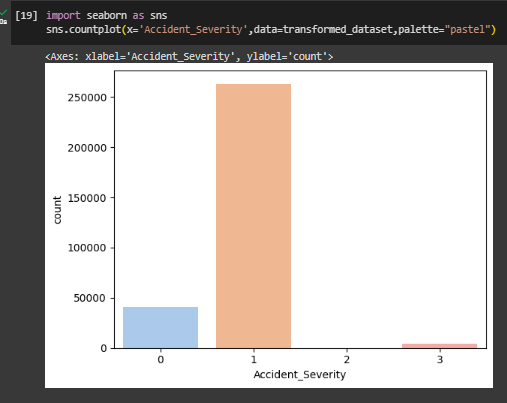 [19] import seaborn as sns
sns.countplot(x='Accident_Severity',data=transformed_dataset,palette="pastel")
0s
<Axes: xlabel='Accident_Severity', ylabel='count'>
250000
200000
150000
100000
50000
0
count
0 1 2 3
Accident_Severity